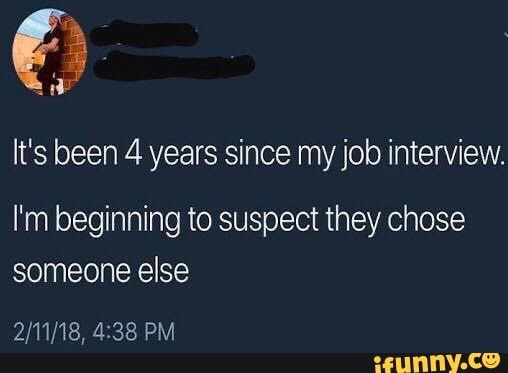 It's been 4 years since my job interview.
I'm beginning to suspect they chose
someone else
2/11/18, 4:38 PM
ifunny.co